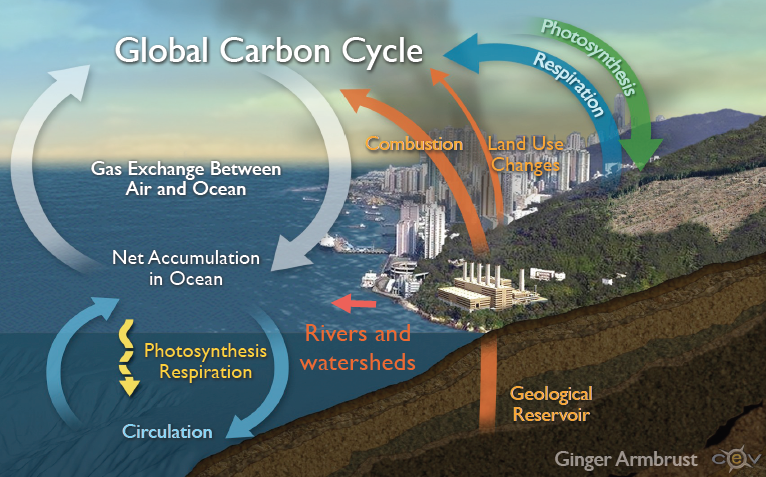 Global Carbon Cycle
Photosynthesis
Respiration
Combustion
Land Use
Changes
Gas Exchange Between
Air and Ocean
Net Accumulation
in Ocean
Rivers and
watersheds
Photosynthesis
Respiration
Geological
Reservoir
Circulation
Ginger Armbrust
cev